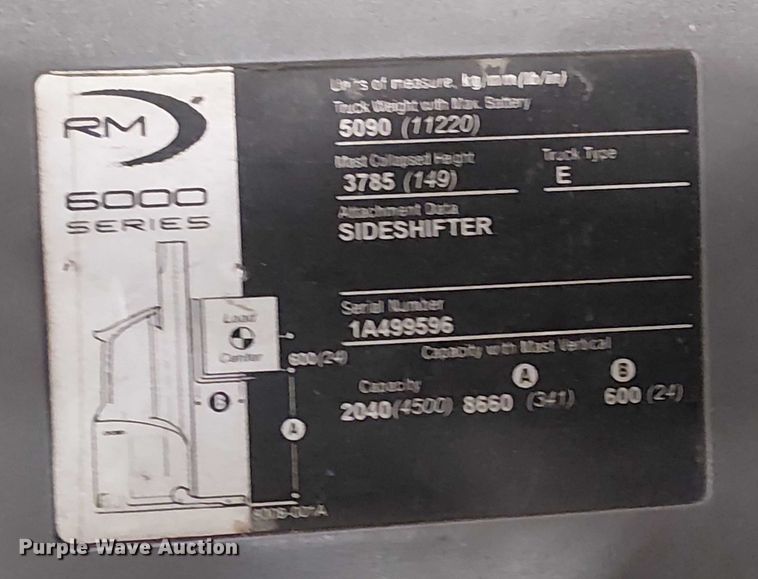 RM
6000
SERIES
Units of measure, kg/mm (lb/in)
Truck Weight with Max. Battery
5090 (11220)
Mast Collapsed Height
3785 (149)
Truck Type
E
Attachment Data
SIDESHIFTER
Serial Number
1A499596
Capacity with Mast Vertical
Capacity
A
B
2040 (4500) 8660 (341) 600 (24)
Load
Center
600 (24)
B
A
Purple Wave Auction